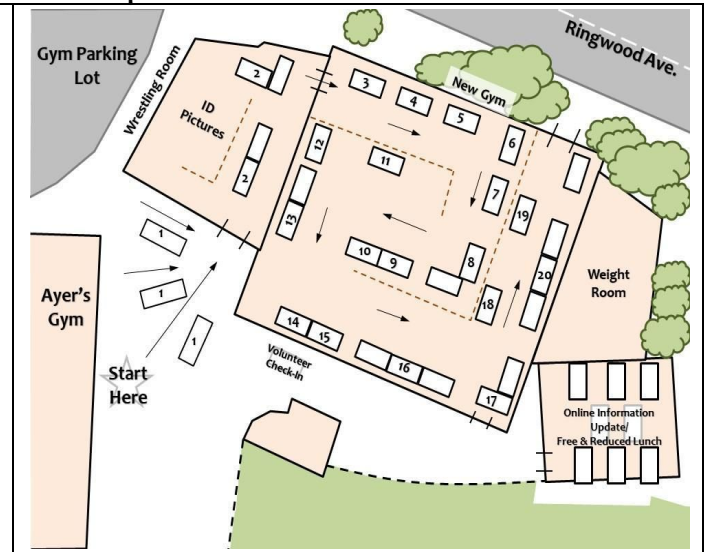 Gym Parking
Lot
Ringwood Ave.
Wrestling Room
ID
Pictures
New Gym
2
3
4
5
6
2
12
11
7
13
19
10
9
8
20
18
1
1
1
14
15
16
17
Weight
Room
Ayer's
Gym
Volunteer
Check-In
Start
Here
Online Information
Update/
Free & Reduced Lunch